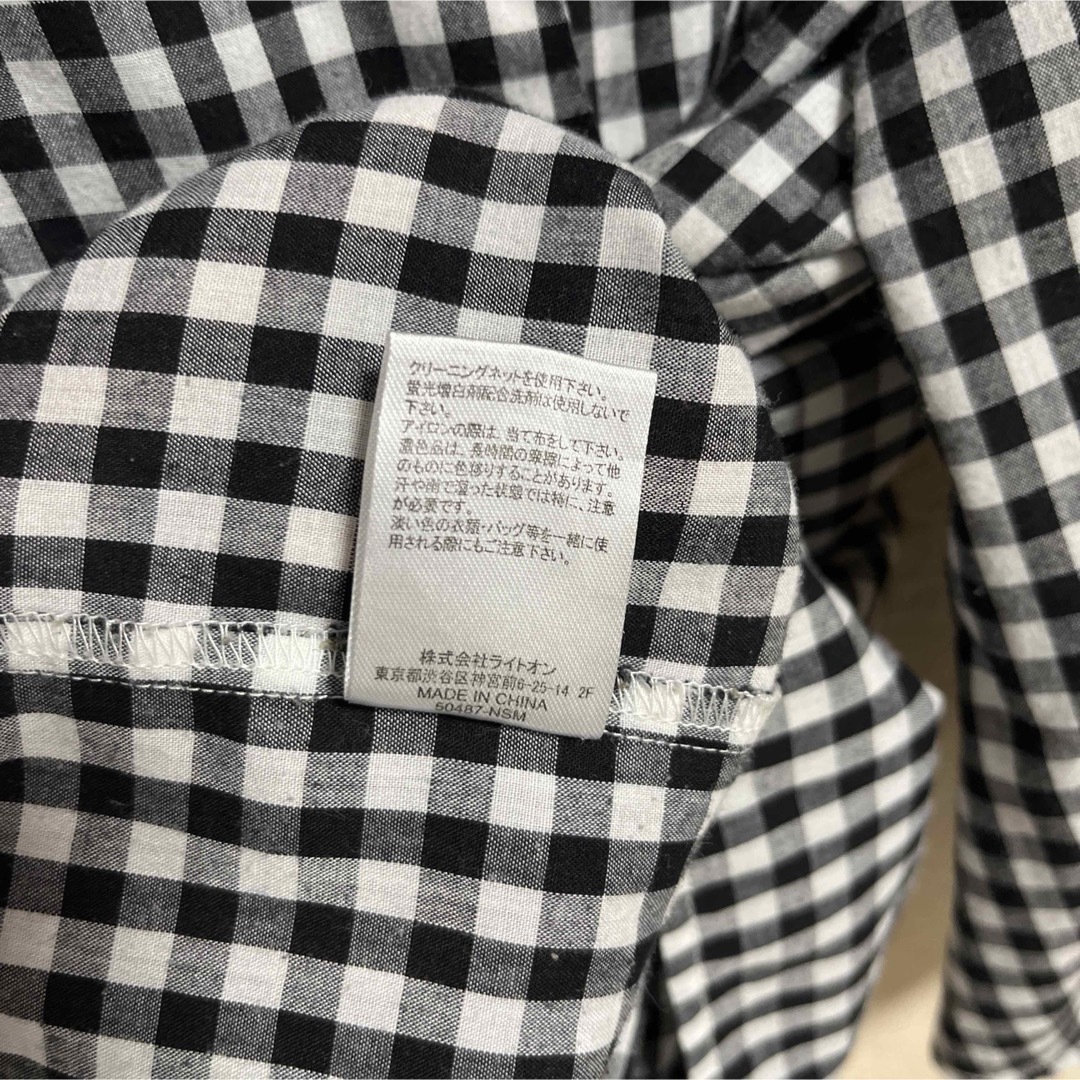 クリーニングネットを使用下さい。
蛍光増白剤配合洗剤は使用しないで
下さい。
アイロンの際は、当て布をして下さい。
濃色品は、長時間の摩擦によって他
のものに色移りすることがあります。
汗や雨で湿った状態では特に、注意
が必要です。
淡い色の衣類・バッグ等を一緒に使
用される際にもご注意下さい。
株式会社ライトオン
東京都渋谷区神宮前6-25-14 2F
MADE IN CHINA
50487-NSM